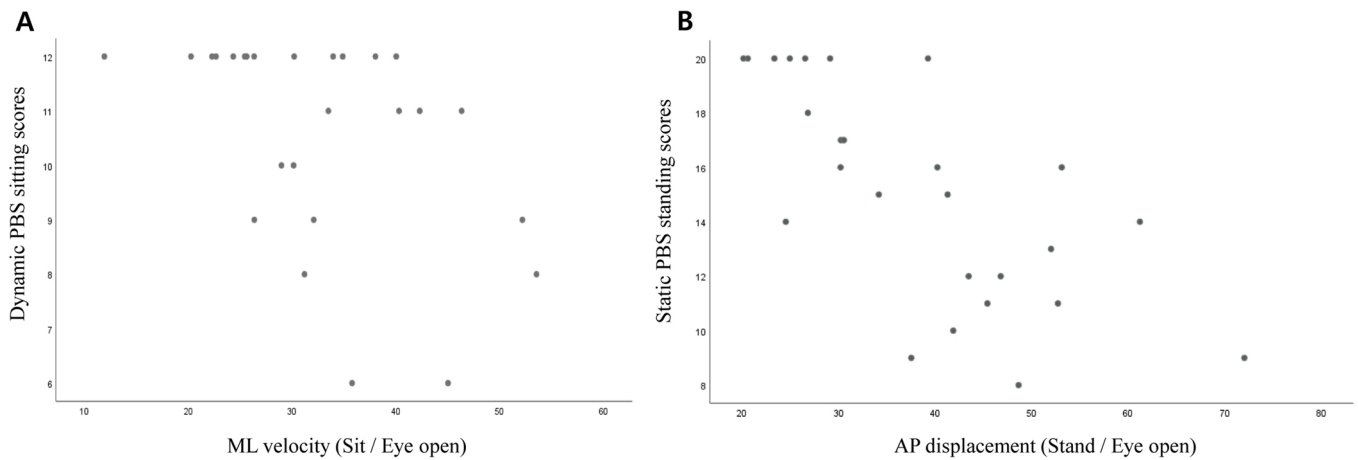 A
Dynamic PBS sitting scores
12
11
10
9
8
7
6
10 20 30 40 50 60
ML velocity (Sit / Eye open)
B
Static PBS standing scores
20
18
16
14
12
10
8
20 30 40 50 60 70 80
AP displacement (Stand / Eye open)